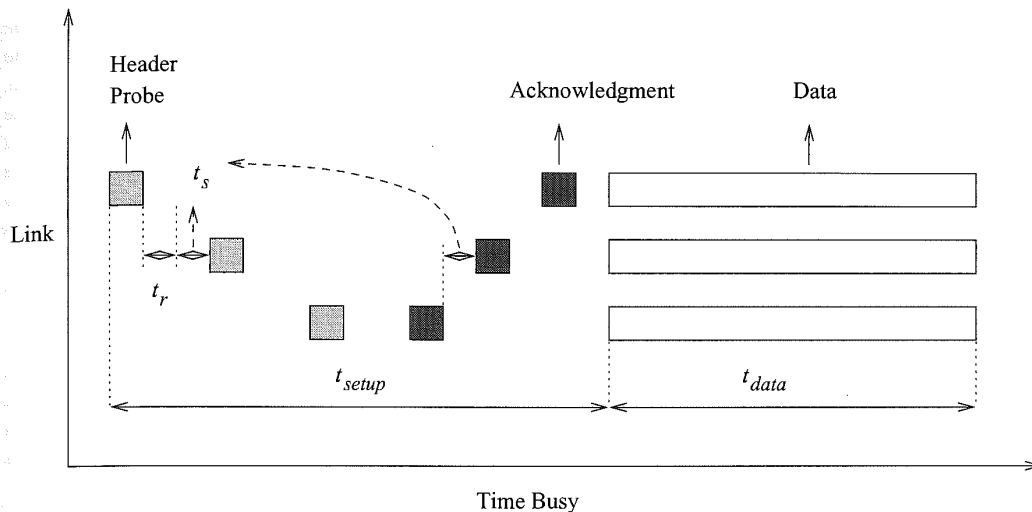 Header
Probe
Acknowledgment
Data
t_s
Link
t_r
t_setup
t_data
Time Busy